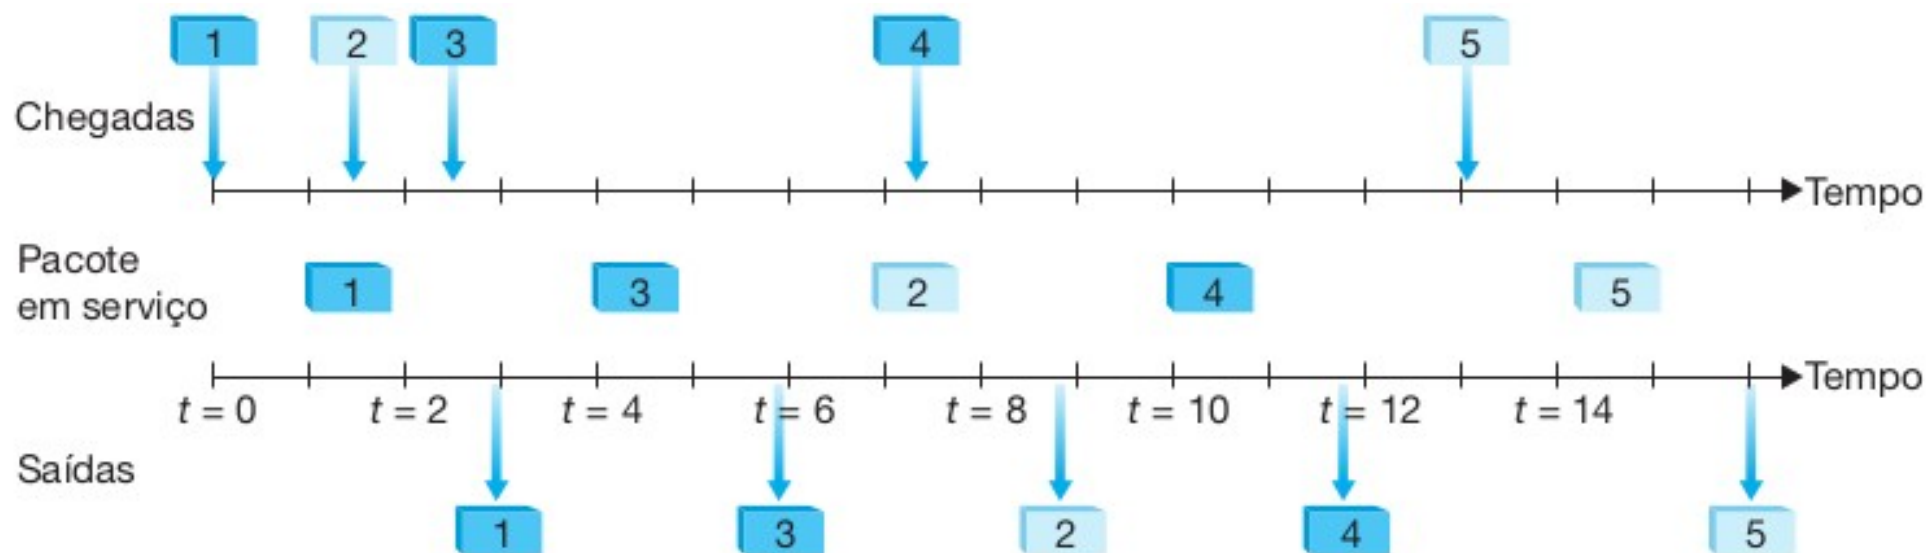 1 2 3 4 5
Chegadas
Tempo
Pacote
em serviço
1 3 2 4 5
Tempo
t = 0 t = 2 t = 4 t = 6 t = 8 t = 10 t = 12 t = 14
Saídas
1 3 2 4 5